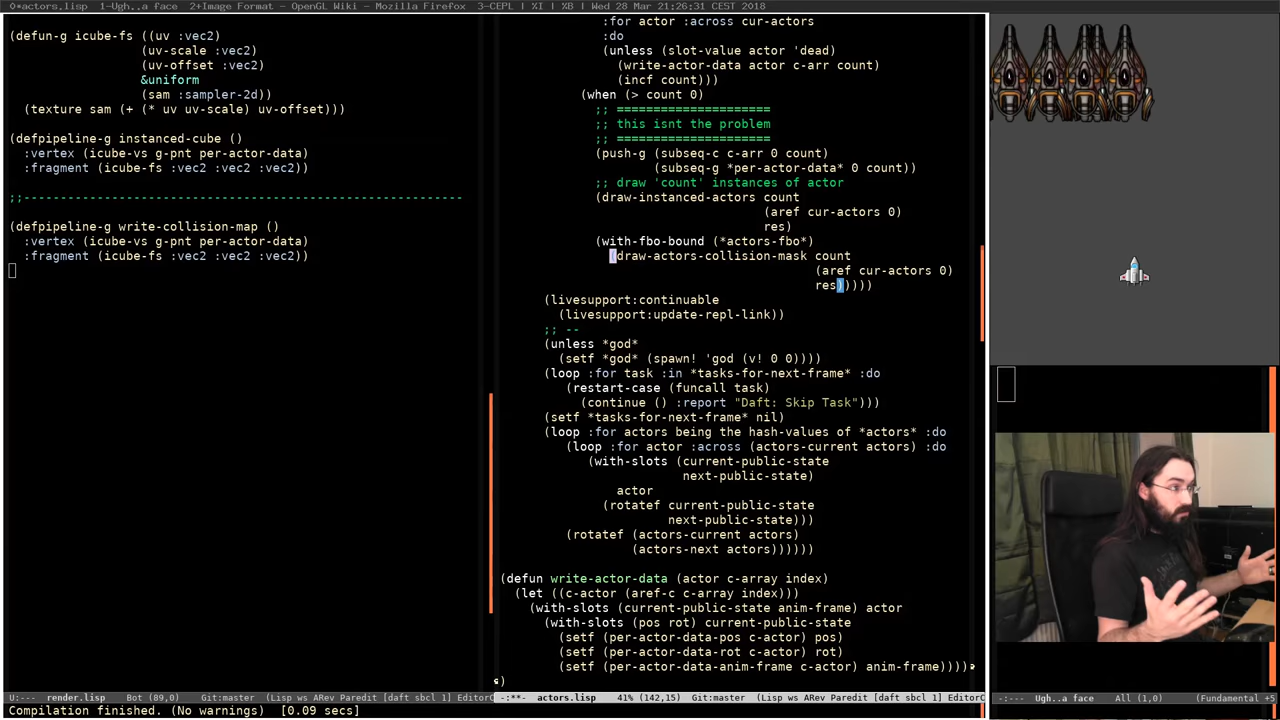 0*actors.lisp  1-Ugh..a face  2+Image Format - OpenGL Wiki - Mozilla Firefox  3-CEPL | %I | %B | Wed 28 Mar 21:26:31 CEST 2018
(defun-g icube-fs ((uv :vec2)
(uv-scale :vec2)
(uv-offset :vec2)
&uniform
(sam :sampler-2d))
(texture sam (+ (* uv uv-scale) uv-offset)))
(defpipeline-g instanced-cube ()
:vertex (icube-vs g-pnt per-actor-data)
:fragment (icube-fs :vec2 :vec2 :vec2))
;;------------------------------------------------------------
(defpipeline-g write-collision-map ()
:vertex (icube-vs g-pnt per-actor-data)
:fragment (icube-fs :vec2 :vec2 :vec2))
:for actor :across cur-actors
:do
(unless (slot-value actor 'dead)
(write-actor-data actor c-arr count)
(incf count)))
(when (> count 0)
;; =====================
;; this isnt the problem
;; =====================
(push-g (subseq-c c-arr 0 count)
(subseq-g *per-actor-data* 0 count))
;; draw 'count' instances of actor
(draw-instanced-actors count
(aref cur-actors 0)
res)
(with-fbo-bound (*actors-fbo*)
(draw-actors-collision-mask count
(aref cur-actors 0)
res)))))
(livesupport:continuable
(livesupport:update-repl-link))
;; --
(unless *god*
(setf *god* (spawn! 'god (v! 0 0))))
(loop :for task :in *tasks-for-next-frame* :do
(restart-case (funcall task)
(continue () :report "Daft: Skip Task")))
(setf *tasks-for-next-frame* nil)
(loop :for actors being the hash-values of *actors* :do
(loop :for actor :across (actors-current actors) :do
(with-slots (current-public-state
next-public-state)
actor
(rotatef current-public-state
next-public-state)))
(rotatef (actors-current actors)
(actors-next actors))))))
(defun write-actor-data (actor c-array index)
(let ((c-actor (aref-c c-array index)))
(with-slots (current-public-state anim-frame) actor
(with-slots (pos rot) current-public-state
(setf (per-actor-data-pos c-actor) pos)
(setf (per-actor-data-rot c-actor) rot)
(setf (per-actor-data-anim-frame c-actor) anim-frame))))
)
U:---  render.lisp    Bot (89,0)    Git:master  (Lisp ws ARev Paredit [daft sbcl 1] EditorC
-:**-  actors.lisp    41% (142,15)  Git:master  (Lisp ws ARev Paredit [daft sbcl 1] EditorC
-:---  Ugh..a face    All (1,0)    (Fundamental +5
Compilation finished. (No warnings)  [0.09 secs]